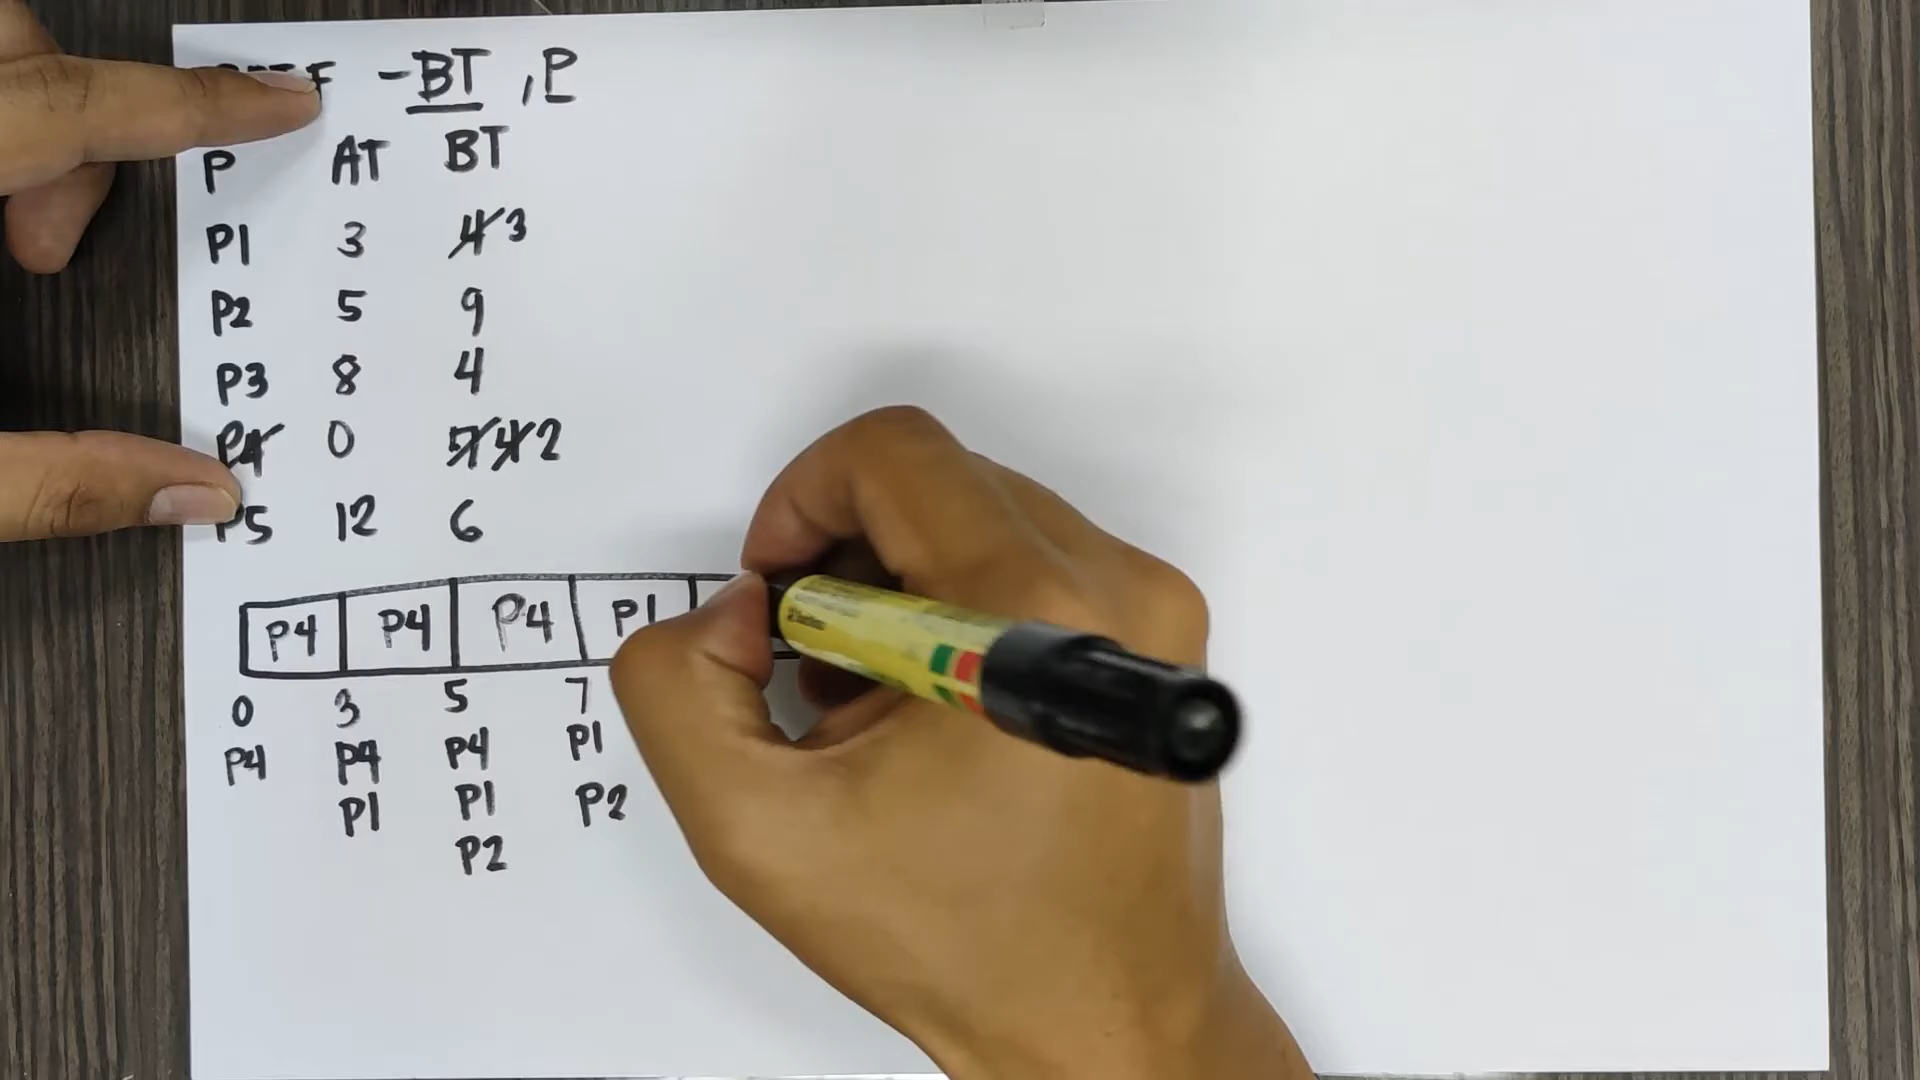 F - BT , P
P AT BT
P1 3 4 3
P2 5 9
P3 8 4
P4 0 5 4 2
P5 12 6
P4 P4 P4 P1
0 3 5 7
P4 P4 P4 P1
P1 P1 P2
P2